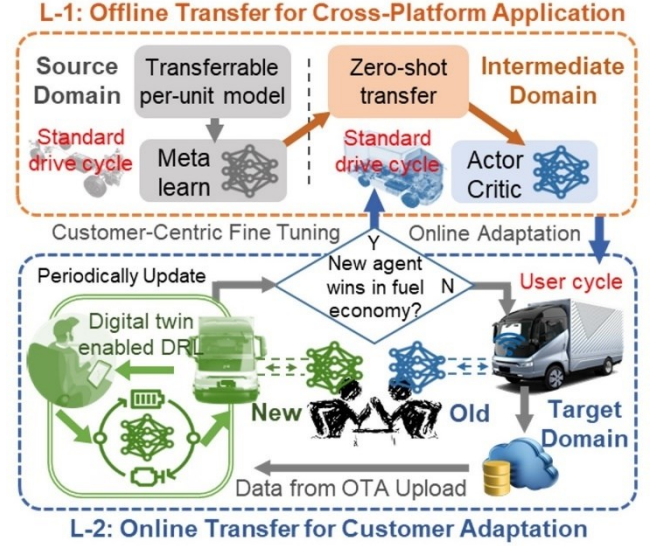 L-1: Offline Transfer for Cross-Platform Application
Source
Domain
Transferrable
per-unit model
Zero-shot
transfer
Intermediate
Domain
Standard
drive cycle
Meta
learn
Standard
drive cycle
Actor
Critic
Customer-Centric Fine Tuning
Online Adaptation
Periodically Update
Y
New agent
wins in fuel
economy?
N
User cycle
Digital twin
enabled DRL
New
Old
Target
Domain
Data from OTA Upload
L-2: Online Transfer for Customer Adaptation